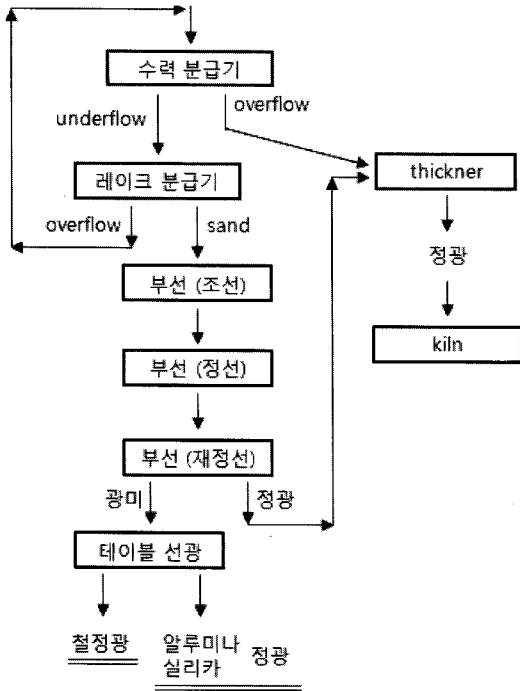 수력 분급기
underflow
overflow
레이크 분급기
thickner
overflow
sand
정광
부선 (조선)
kiln
부선 (정선)
부선 (재정선)
광미
정광
테이블 선광
철정광
알루미나
실리카
정광